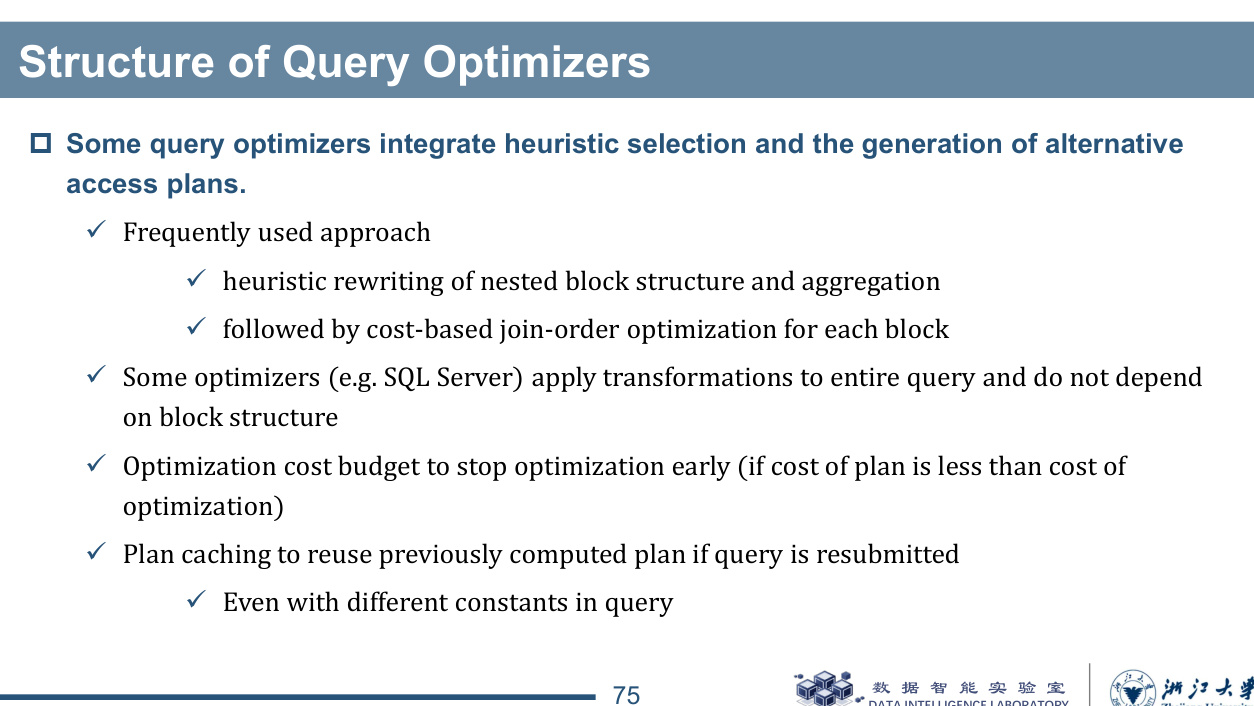 Structure of Query Optimizers
Some query optimizers integrate heuristic selection and the generation of alternative
access plans.
Frequently used approach
heuristic rewriting of nested block structure and aggregation
followed by cost-based join-order optimization for each block
Some optimizers (e.g. SQL Server) apply transformations to entire query and do not depend
on block structure
Optimization cost budget to stop optimization early (if cost of plan is less than cost of
optimization)
Plan caching to reuse previously computed plan if query is resubmitted
Even with different constants in query
75
数据智能实验室
DATA INTELLIGENCE LABORATORY
浙江大学